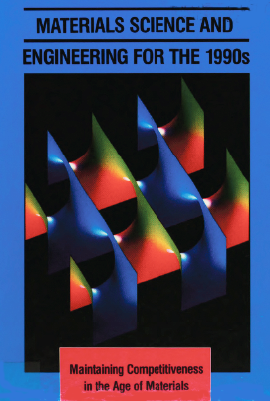 MATERIALS SCIENCE AND
ENGINEERING FOR THE 1990s
Maintaining Competitiveness
in the Age of Materials